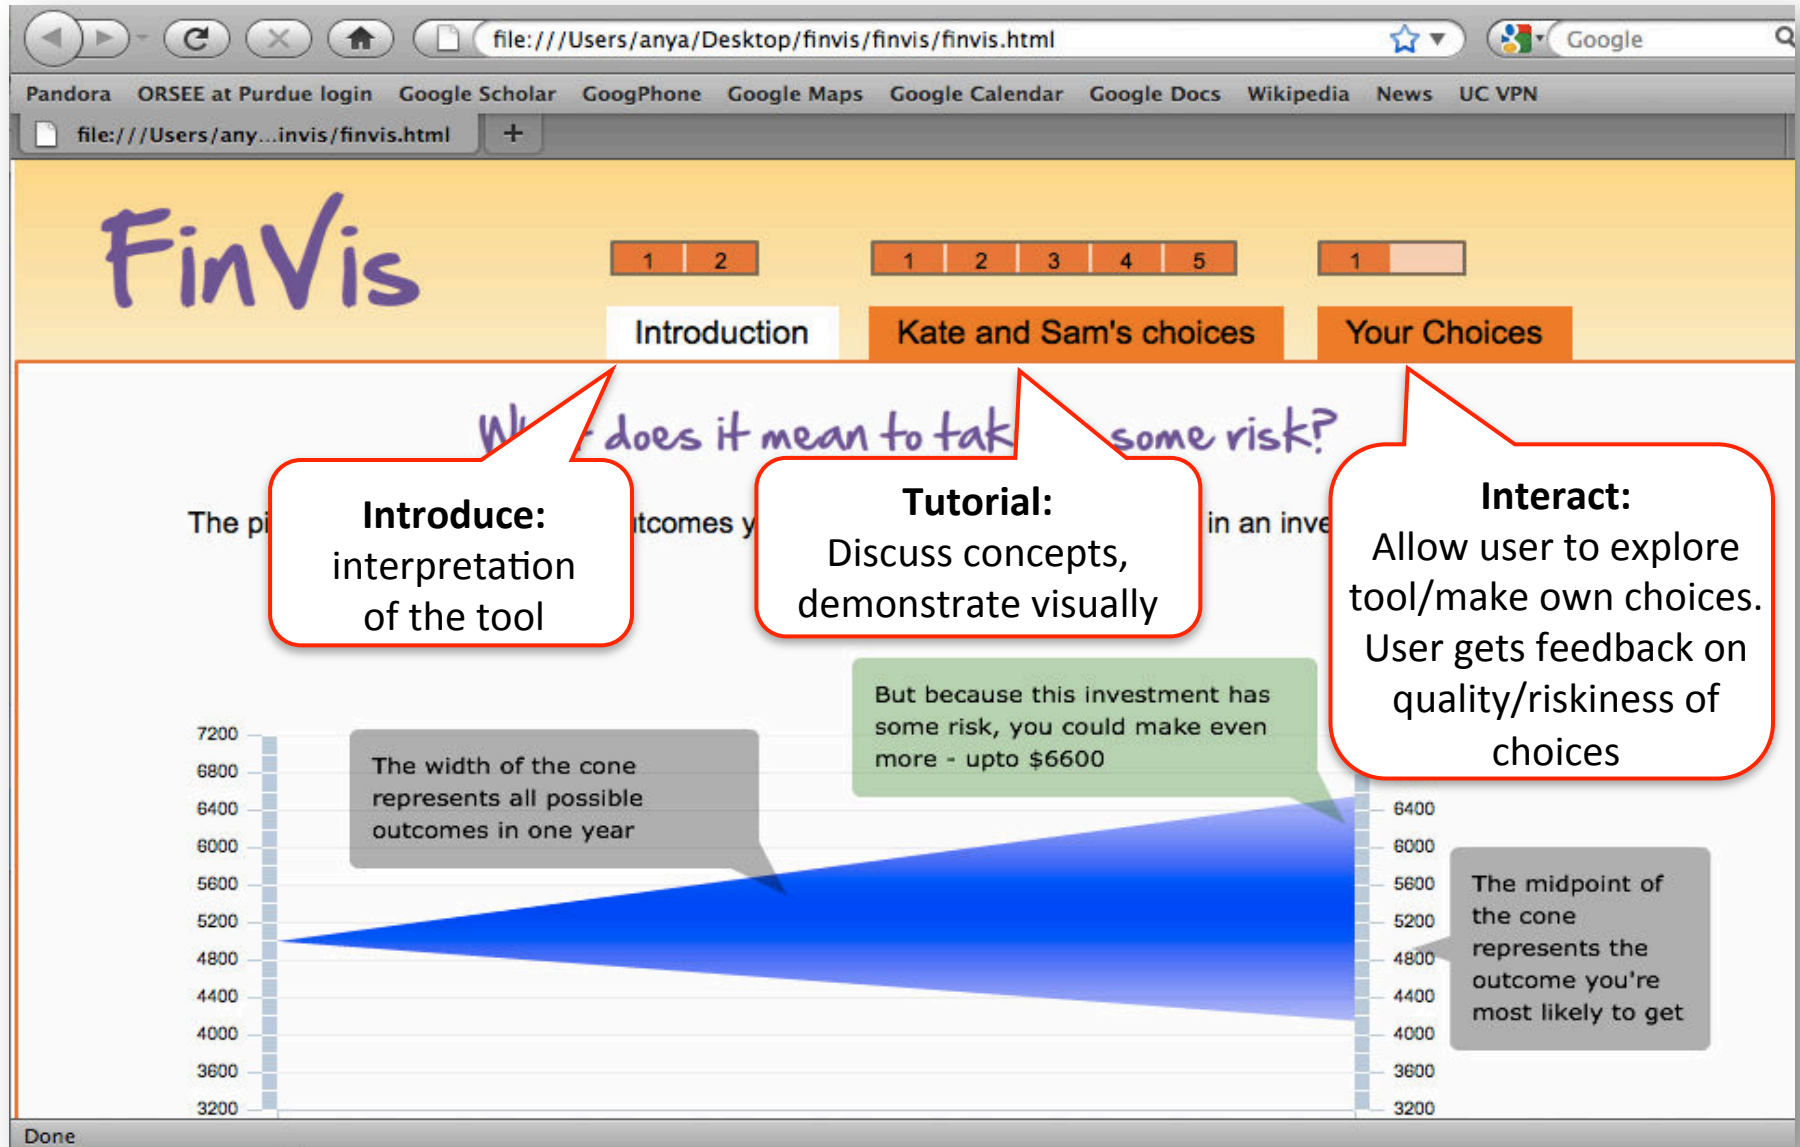 file:///Users/anya/Desktop/finvis/finvis/finvis.html
Google
Pandora ORSEE at Purdue login Google Scholar GoogPhone Google Maps Google Calendar Google Docs Wikipedia News UC VPN
file:///Users/any...invis/finvis.html +
FinVis
1 2
1 2 3 4 5
1
Introduction
Kate and Sam's choices
Your Choices
does it mean to some risk?
The in an
Introduce:
interpretation
of the tool
Tutorial:
Discuss concepts,
demonstrate visually
Interact:
Allow user to explore
tool/make own choices.
User gets feedback on
quality/riskiness of
choices
But because this investment has
some risk, you could make even
more - upto $6600
The width of the cone
represents all possible
outcomes in one year
7200
6800
6400
6000
5600
5200
4800
4400
4000
3600
3200
6400
6000
5600
5200
4800
4400
4000
3600
3200
The midpoint of
the cone
represents the
outcome you're
most likely to get
Done